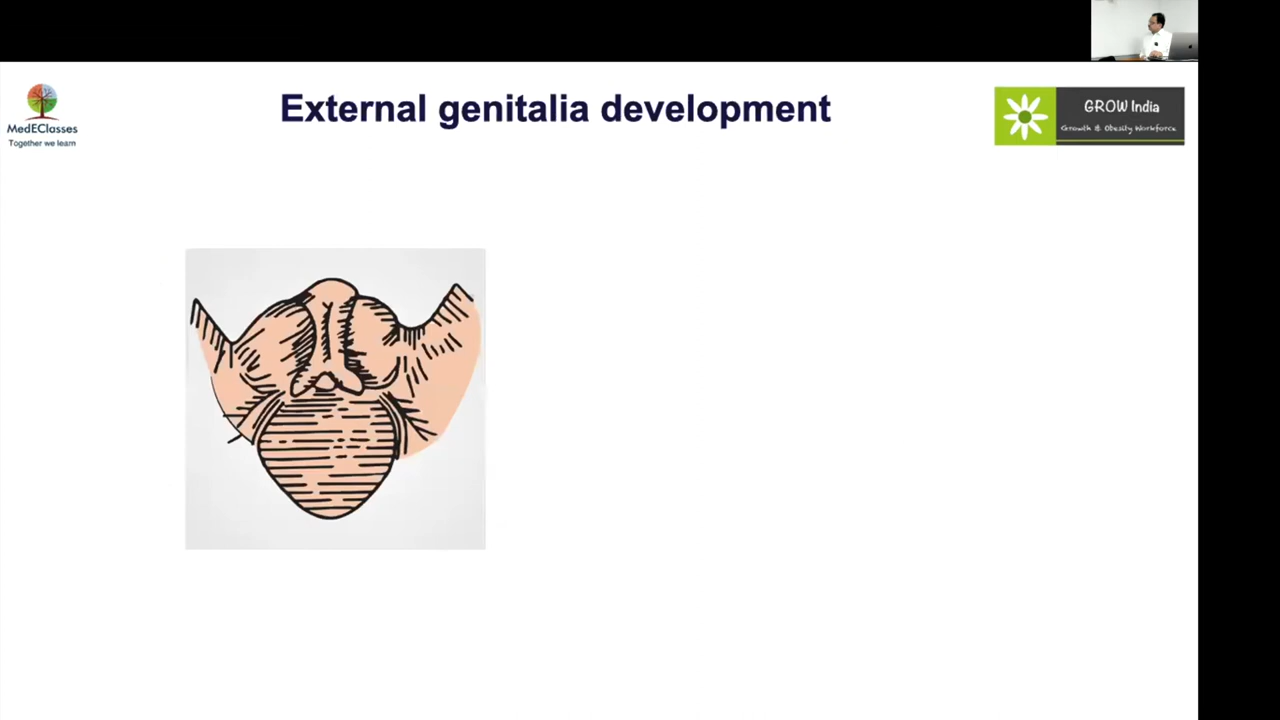 External genitalia development
MedEClasses
Together we learn
GROW India
Growth & Obesity Workforce